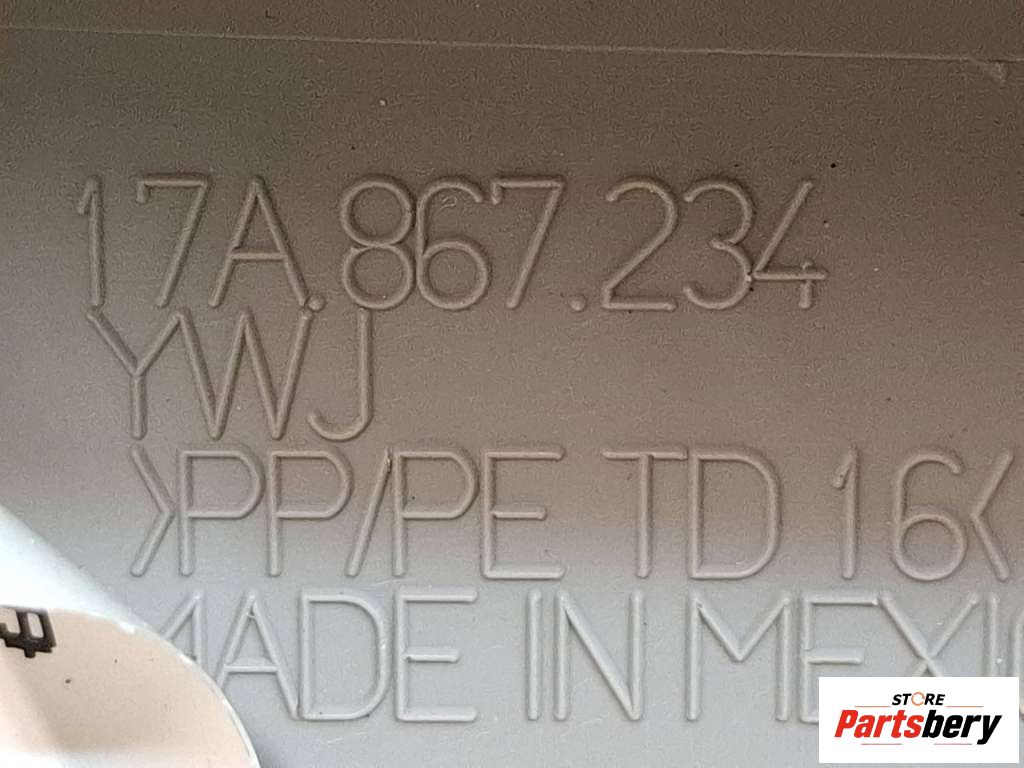 17A.867.234
YWJ
>PP/PE TD 16<
MADE IN MEXIC
STORE
Partsbery